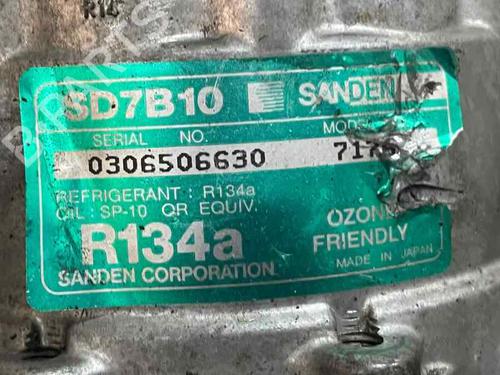 R14
SD7B10 SANDEN
SERIAL NO.
0306506630
REFRIGERANT : R134a
OIL : SP-10 OR EQUIV.
R134a
OZONE
FRIENDLY
SANDEN CORPORATION
MADE IN JAPAN